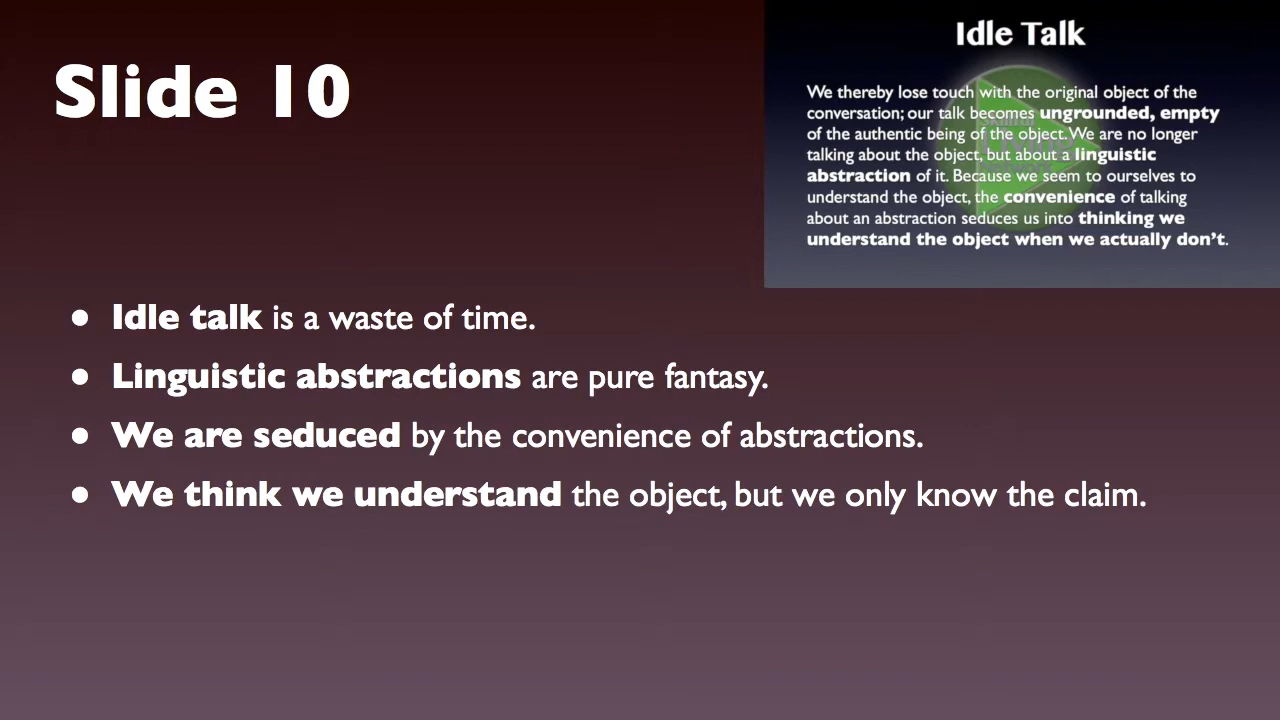 Slide 10
Idle Talk
We thereby lose touch with the original object of the
conversation; our talk becomes ungrounded, empty
of the authentic being of the object. We are no longer
talking about the object, but about a linguistic
abstraction of it. Because we seem to ourselves to
understand the object, the convenience of talking
about an abstraction seduces us into thinking we
understand the object when we actually don't.
• Idle talk is a waste of time.
• Linguistic abstractions are pure fantasy.
• We are seduced by the convenience of abstractions.
• We think we understand the object, but we only know the claim.